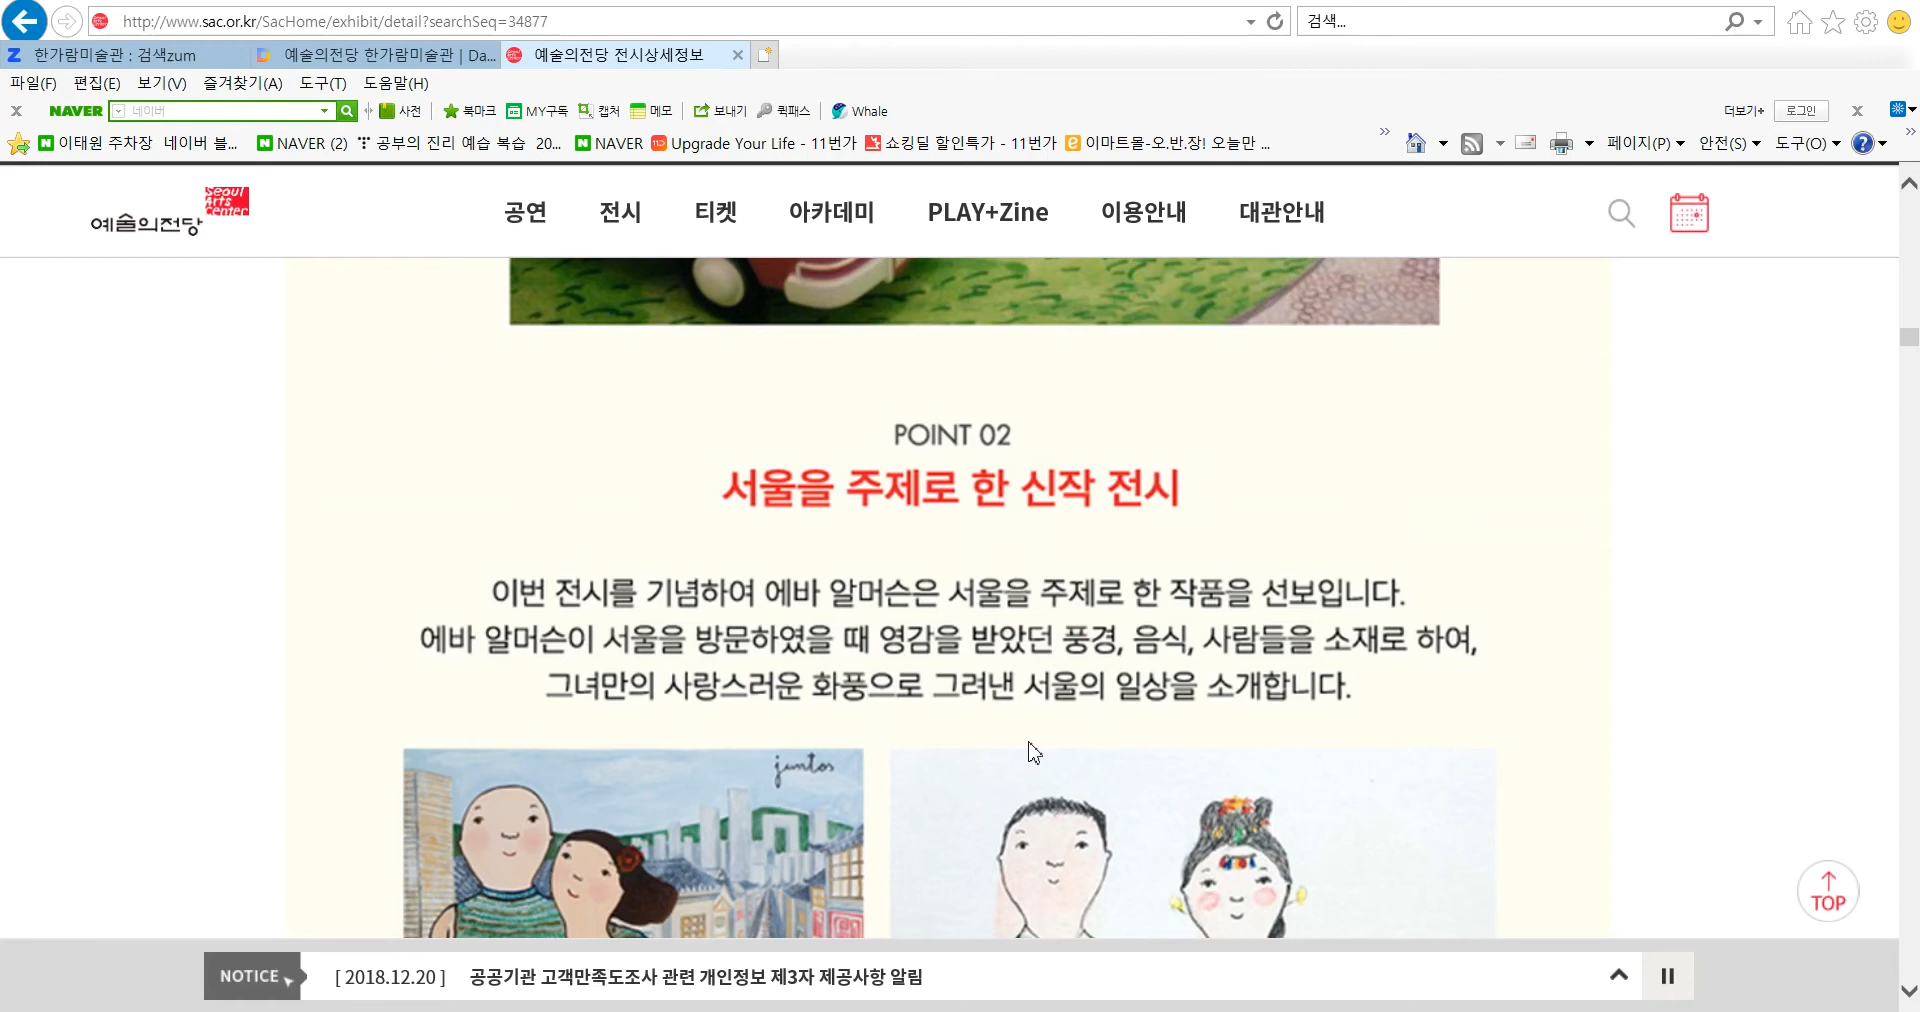 http://www.sac.or.kr/SacHome/exhibit/detail?searchSeq=34877
검색...
한가람미술관 : 검색zum
예술의전당 한가람미술관 | Da...
예술의전당 전시상세정보
파일(F) 편집(E) 보기(V) 즐겨찾기(A) 도구(T) 도움말(H)
NAVER 네이버 사전 북마크 MY구독 캡처 메모 보내기 퀵패스 Whale 더보기+ 로그인
이태원 주차장 네이버 블... NAVER (2) 공부의 진리 예습 복습 20... NAVER Upgrade Your Life - 11번가 쇼킹딜 할인특가 - 11번가 이마트몰-오.반.장! 오늘만 ... 페이지(P) 안전(S) 도구(O)
예술의전당 Seoul Arts Center
공연 전시 티켓 아카데미 PLAY+Zine 이용안내 대관안내
POINT 02
서울을 주제로 한 신작 전시
이번 전시를 기념하여 에바 알머슨은 서울을 주제로 한 작품을 선보입니다.
에바 알머슨이 서울을 방문하였을 때 영감을 받았던 풍경, 음식, 사람들을 소재로 하여,
그녀만의 사랑스러운 화풍으로 그려낸 서울의 일상을 소개합니다.
juntos
TOP
NOTICE [ 2018.12.20 ] 공공기관 고객만족도조사 관련 개인정보 제3자 제공사항 알림